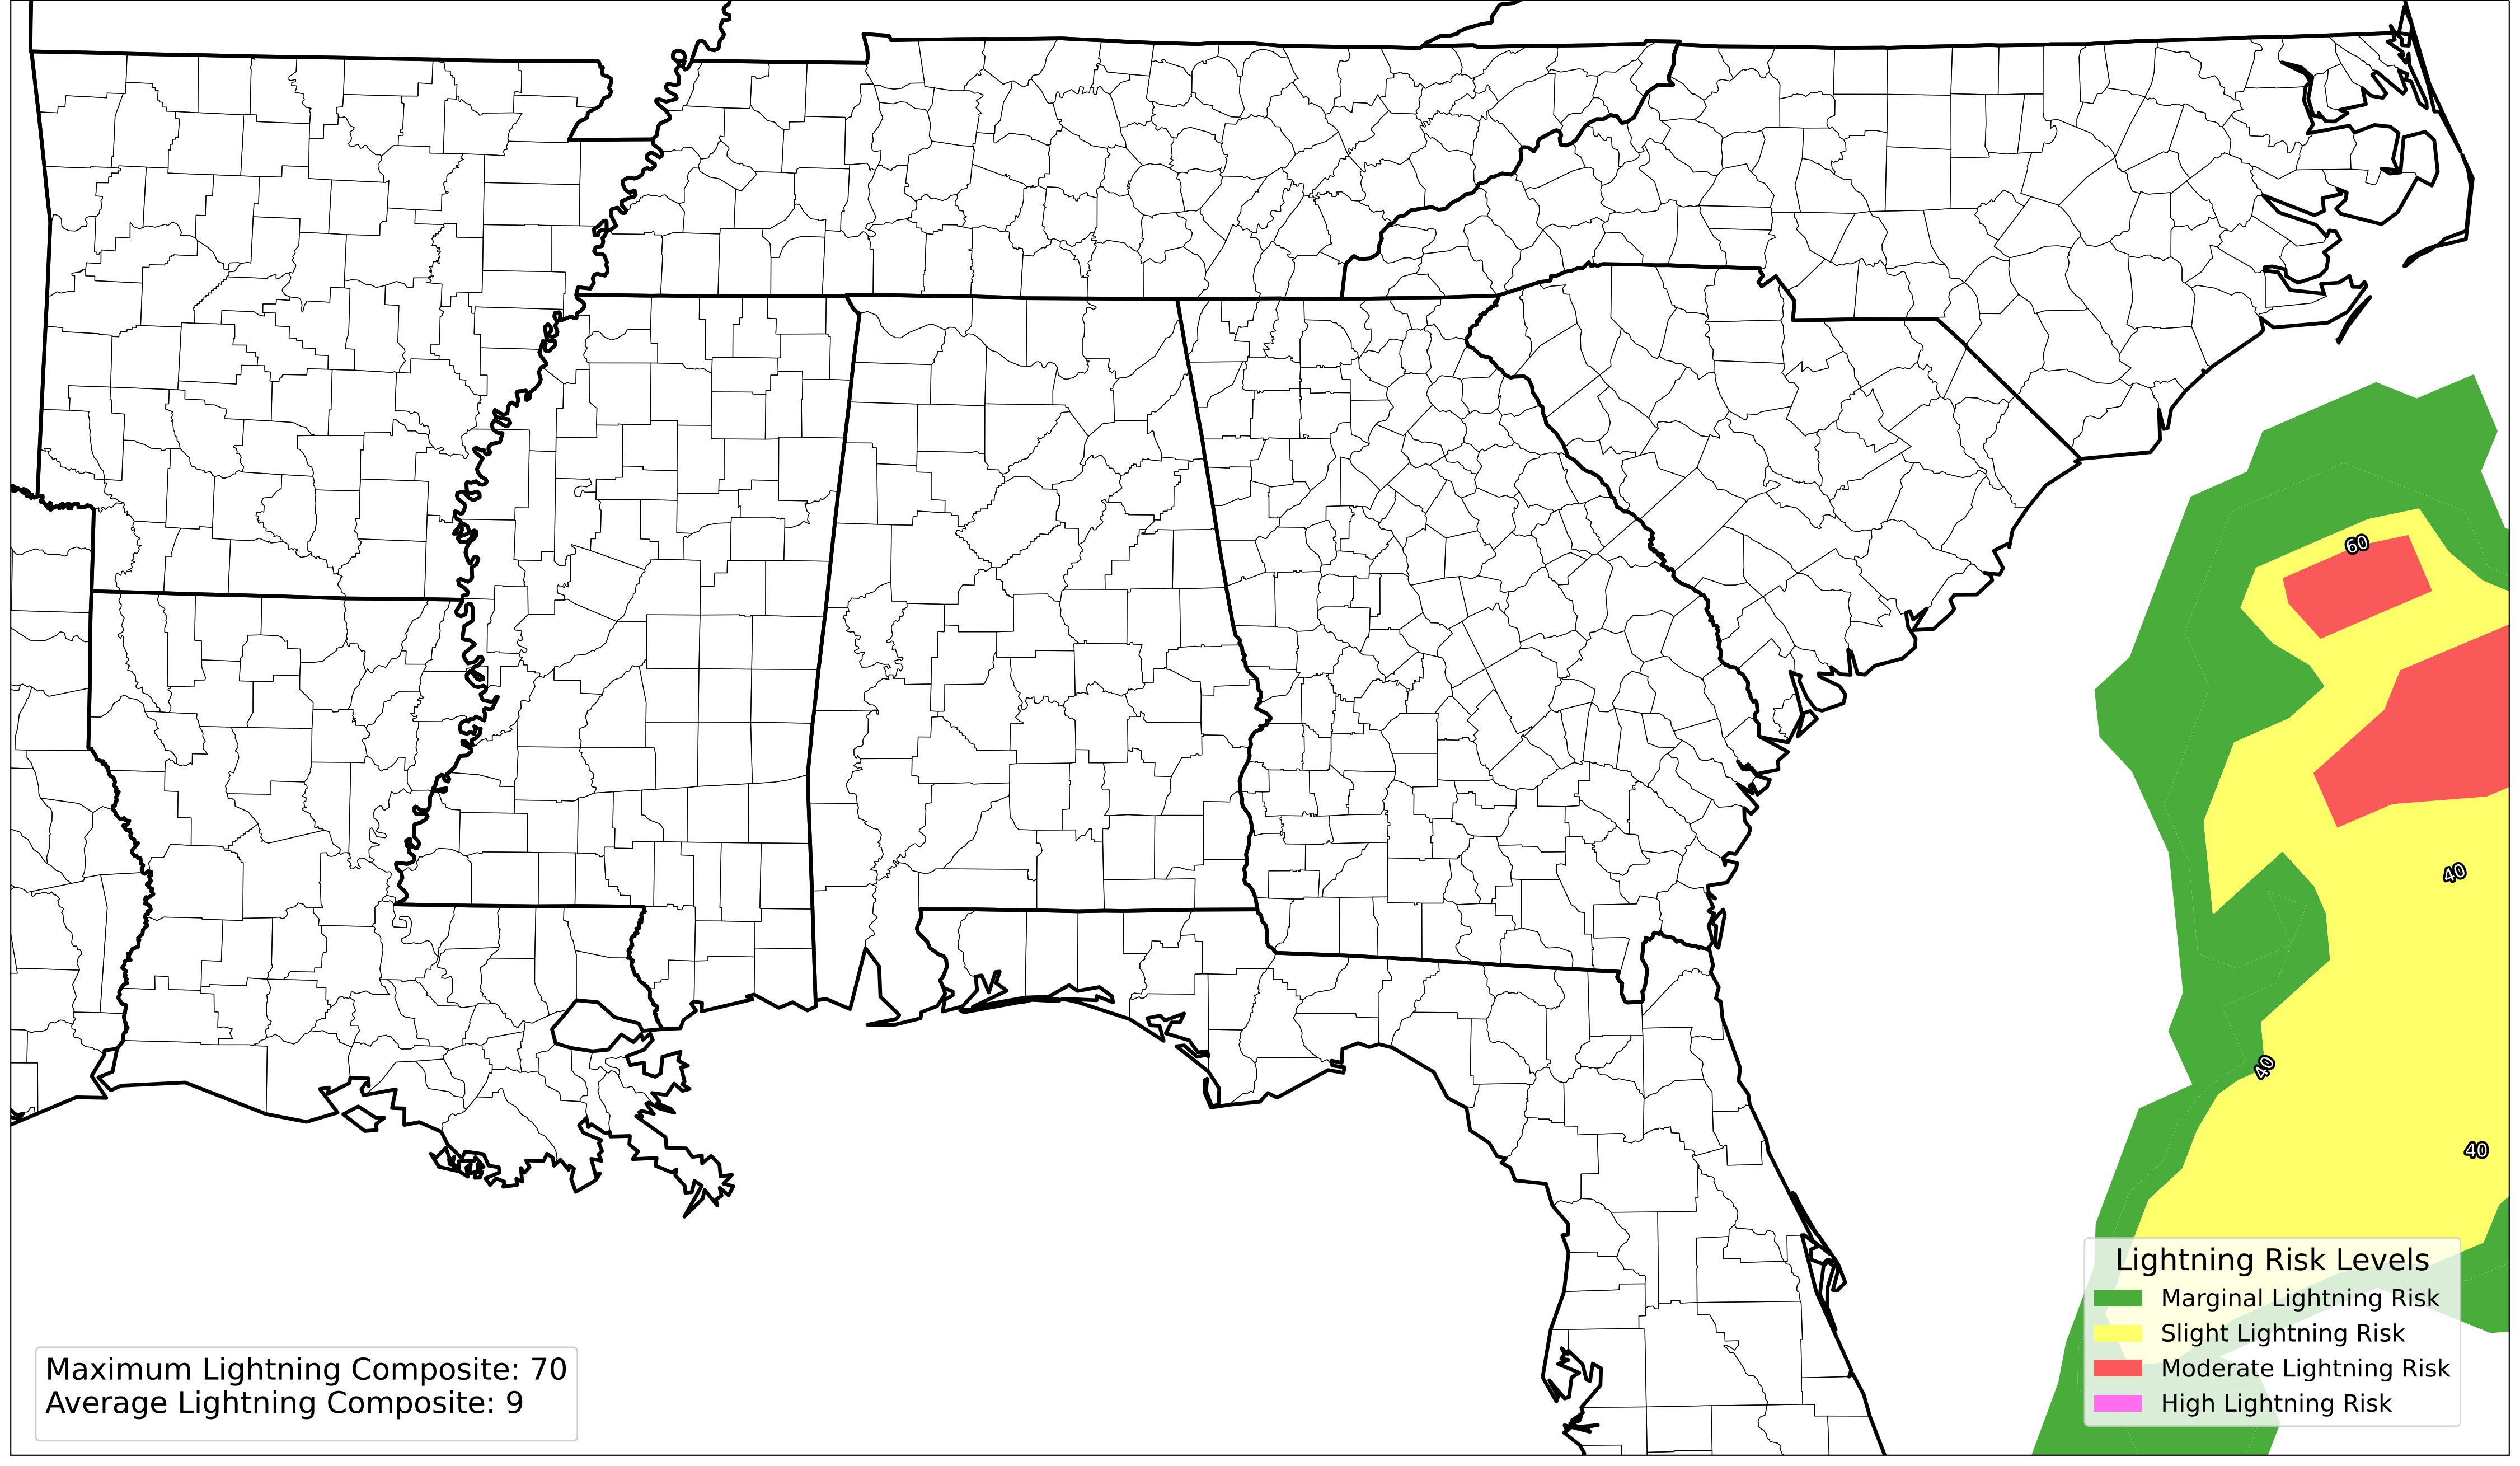 60
40
40
40
Lightning Risk Levels
Marginal Lightning Risk
Slight Lightning Risk
Moderate Lightning Risk
High Lightning Risk
Maximum Lightning Composite: 70
Average Lightning Composite: 9